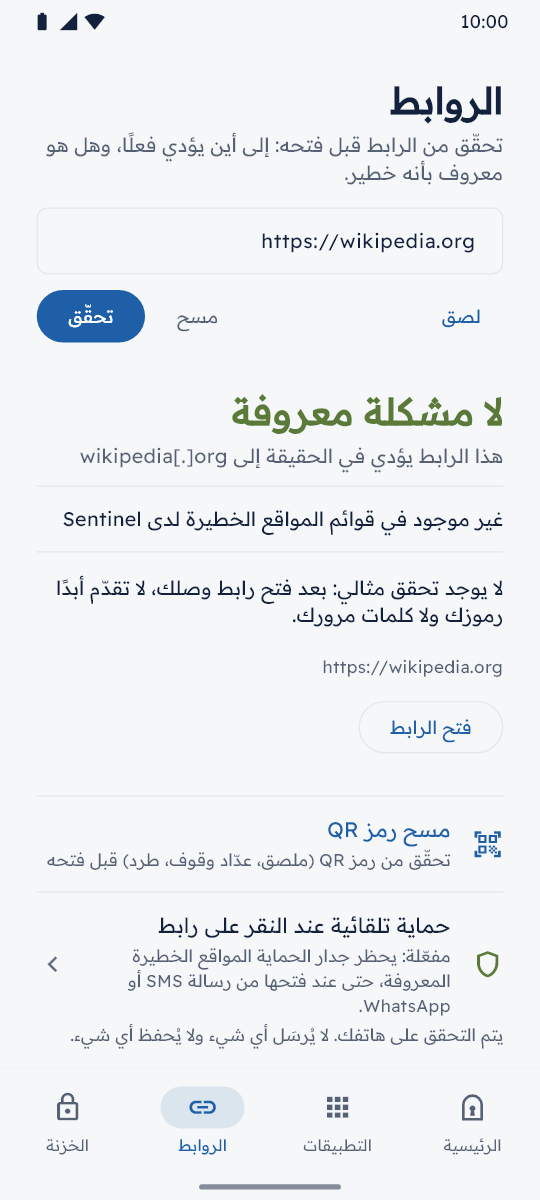 10:00
الروابط
تحقّق من الرابط قبل فتحه: إلى أين يؤدي فعلًا، وهل هو
معروف بأنه خطير.
https://wikipedia.org
لصق
مسح
تحقّق
لا مشكلة معروفة
هذا الرابط يؤدي في الحقيقة إلى wikipedia[.]org
غير موجود في قوائم المواقع الخطيرة لدى Sentinel
لا يوجد تحقق مثالي: بعد فتح رابط وصلك، لا تقدّم أبدًا
رموزك ولا كلمات مرورك.
https://wikipedia.org
فتح الرابط
مسح رمز QR
تحقّق من رمز QR (ملصق، عدّاد وقوف، طرد) قبل فتحه
حماية تلقائية عند النقر على رابط
مفعّلة: يحظر جدار الحماية المواقع الخطيرة
المعروفة، حتى عند فتحها من رسالة SMS أو
WhatsApp.
يتم التحقق على هاتفك. لا يُرسَل أي شيء ولا يُحفظ أي شيء.
الرئيسية
التطبيقات
الروابط
الخزنة